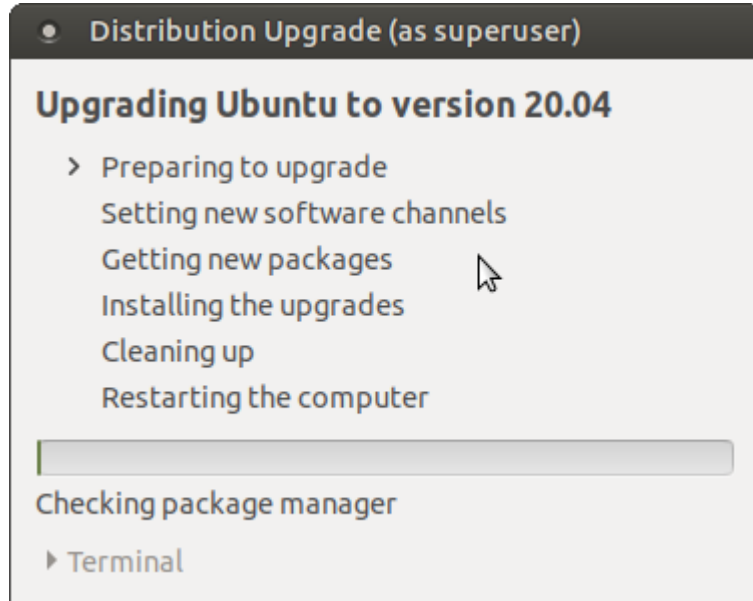 Distribution Upgrade (as superuser)
Upgrading Ubuntu to version 20.04
Preparing to upgrade
Setting new software channels
Getting new packages
Installing the upgrades
Cleaning up
Restarting the computer
Checking package manager
Terminal